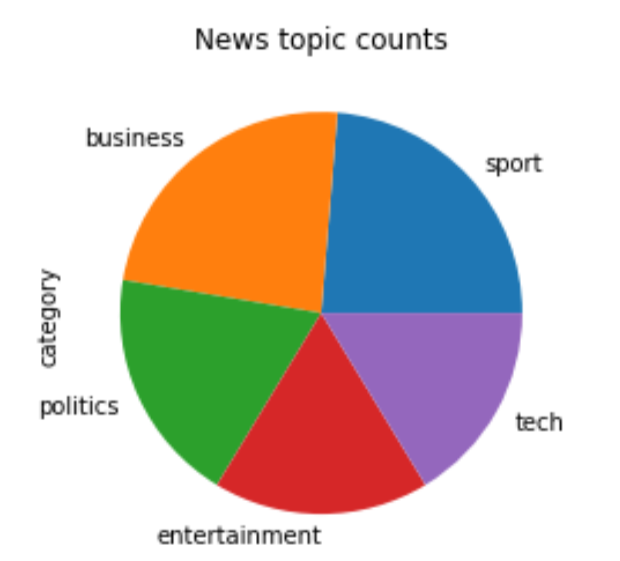 News topic counts
business
sport
category
politics
tech
entertainment